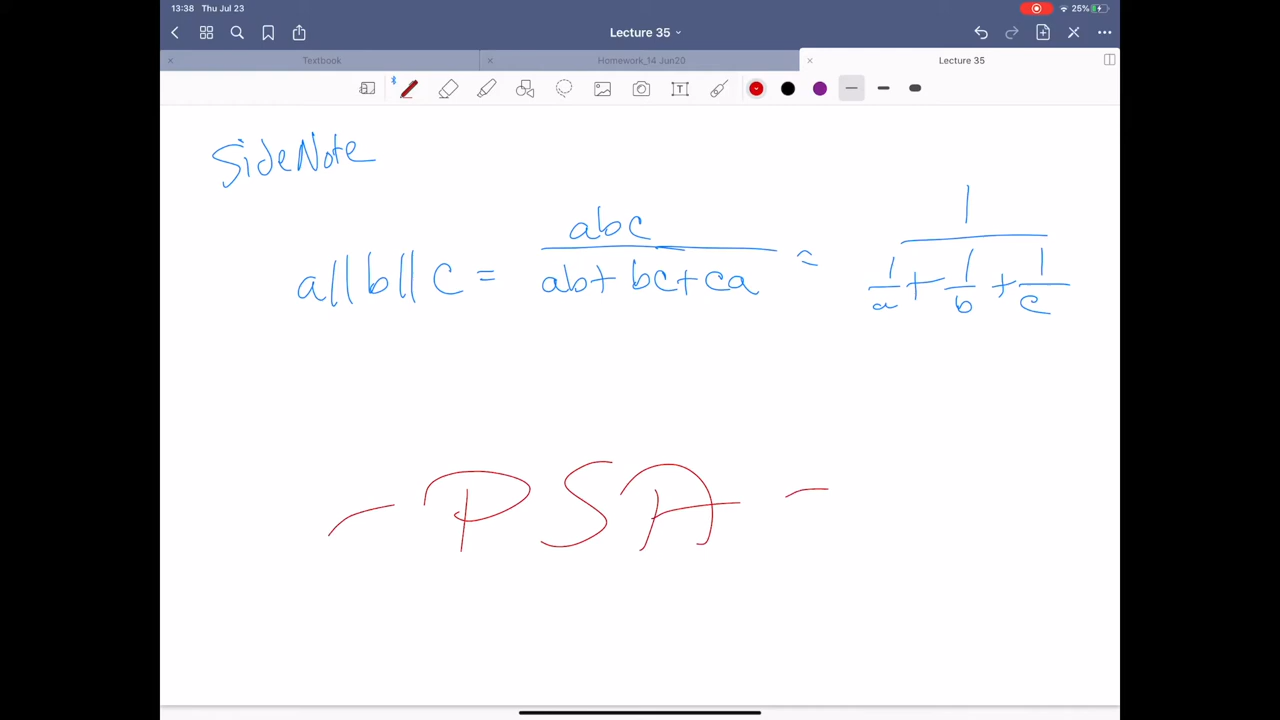 13:38 Thu Jul 23
25%
Lecture 35
Textbook
Homework_14 Jun20
Lecture 35
SideNote
a||b||c = abc/(ab+bc+ca) = 1/(1/a+1/b+1/c)
- PSA -